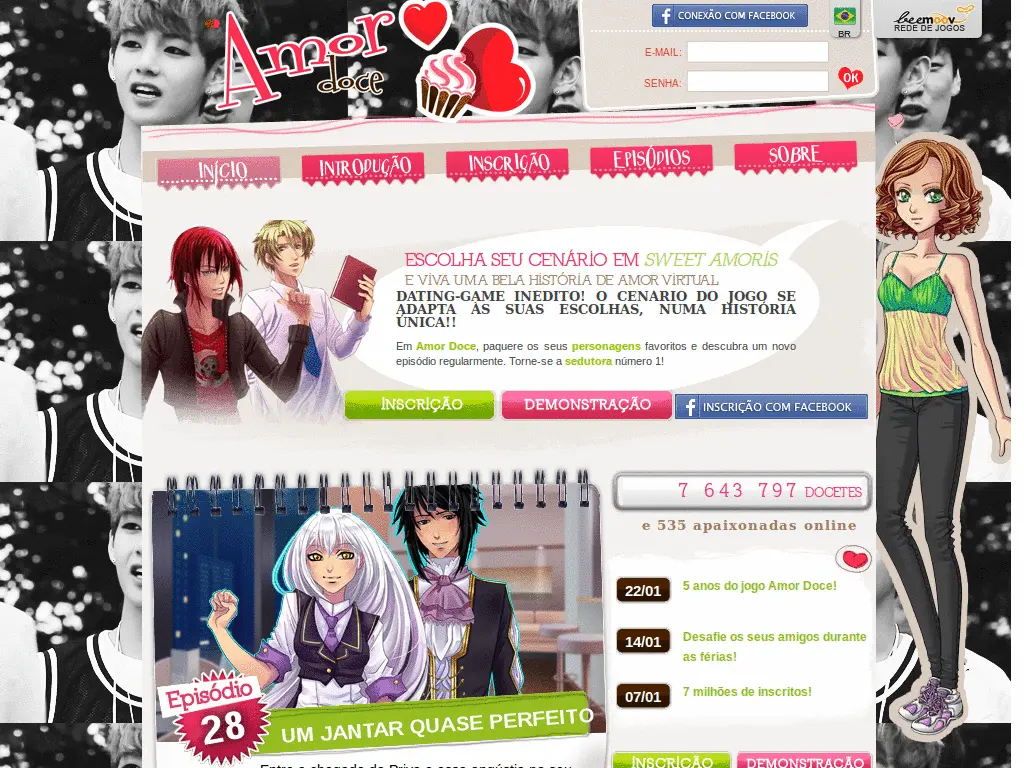 Amor
doce
CONEXÃO COM FACEBOOK
BR
beemoov
REDE DE JOGOS
E-MAIL:
SENHA:
OK
INÍCIO
INTRODUÇÃO
INSCRIÇÃO
EPISÓDIOS
SOBRE
ESCOLHA SEU CENÁRIO EM SWEET AMORIS
E VIVA UMA BELA HISTÓRIA DE AMOR VIRTUAL
DATING-GAME INEDITO! O CENARIO DO JOGO SE
ADAPTA ÀS SUAS ESCOLHAS, NUMA HISTÓRIA
ÚNICA!!
Em Amor Doce, paquere os seus personagens favoritos e descubra um novo
episódio regularmente. Torne-se a sedutora número 1!
INSCRIÇÃO
DEMONSTRAÇÃO
INSCRIÇÃO COM FACEBOOK
7 643 797 DOCETES
e 535 apaixonadas online
22/01
5 anos do jogo Amor Doce!
14/01
Desafie os seus amigos durante
as férias!
07/01
7 milhões de inscritos!
Episódio
28
UM JANTAR QUASE PERFEITO
INSCRIÇÃO
DEMONSTRAÇÃO